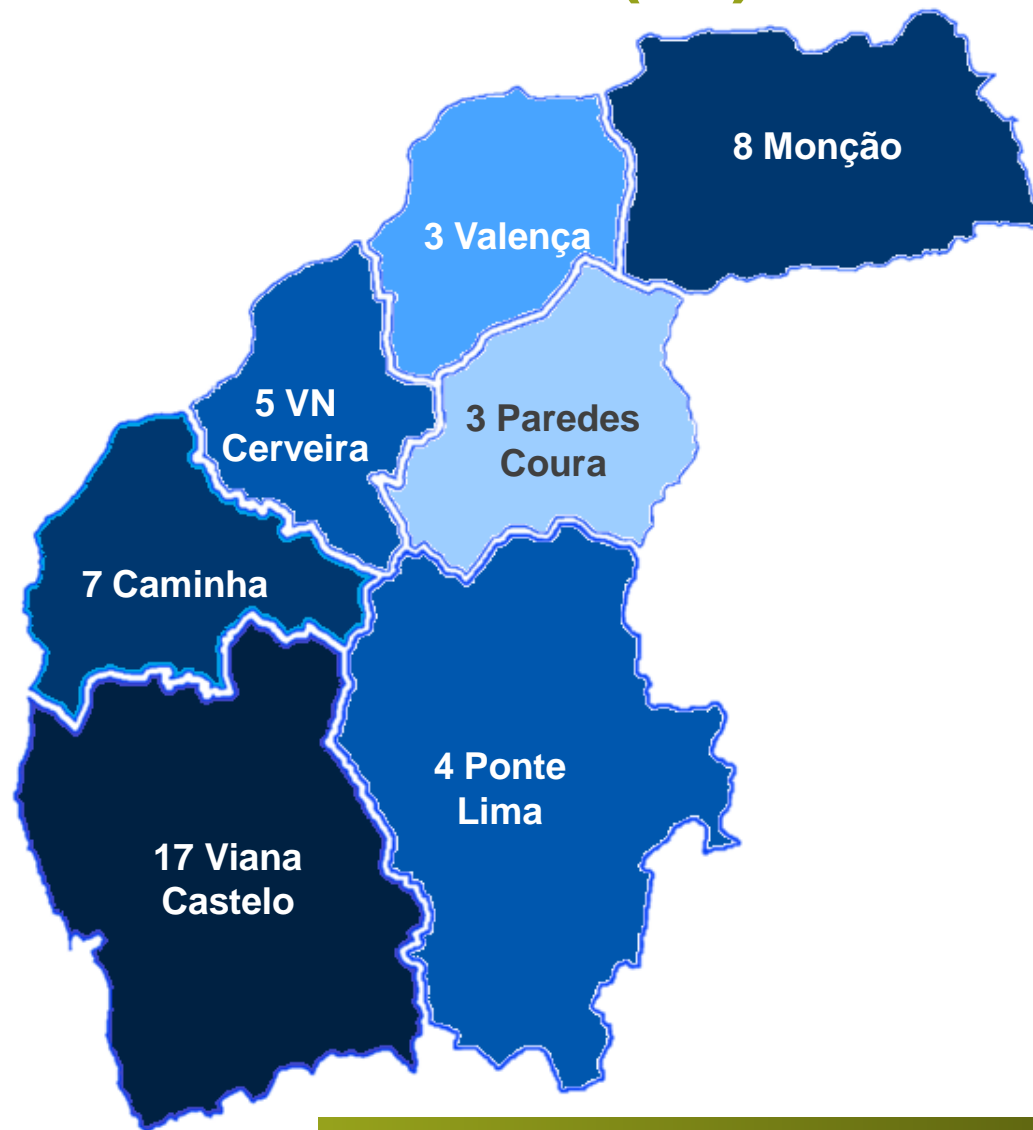 8 Monção
3 Valença
5 VN
Cerveira
3 Paredes
Coura
7 Caminha
4 Ponte
Lima
17 Viana
Castelo